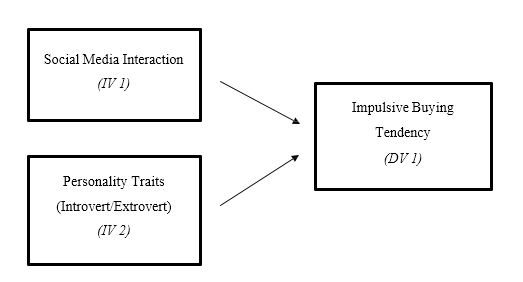 Social Media Interaction
(IV 1)
Personality Traits
(Introvert/Extrovert)
(IV 2)
Impulsive Buying
Tendency
(DV 1)